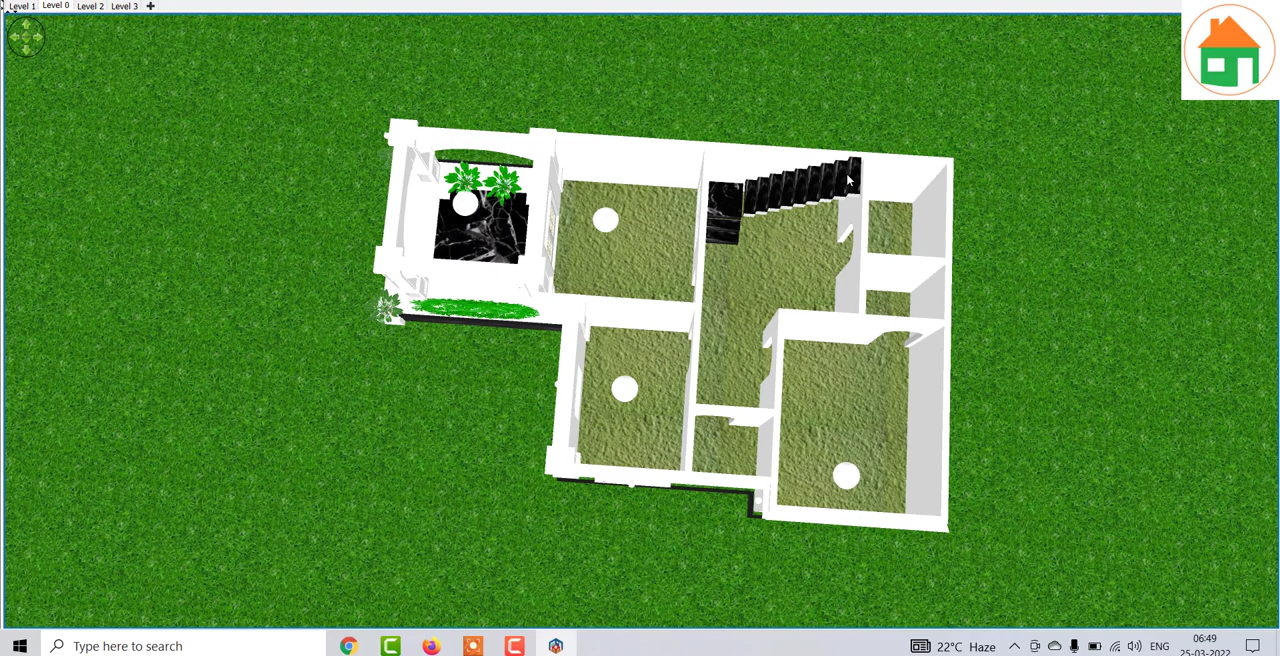 Level 1 Level 0 Level 2 Level 3
Type here to search
22°C Haze
ENG
06:49
25-03-2022